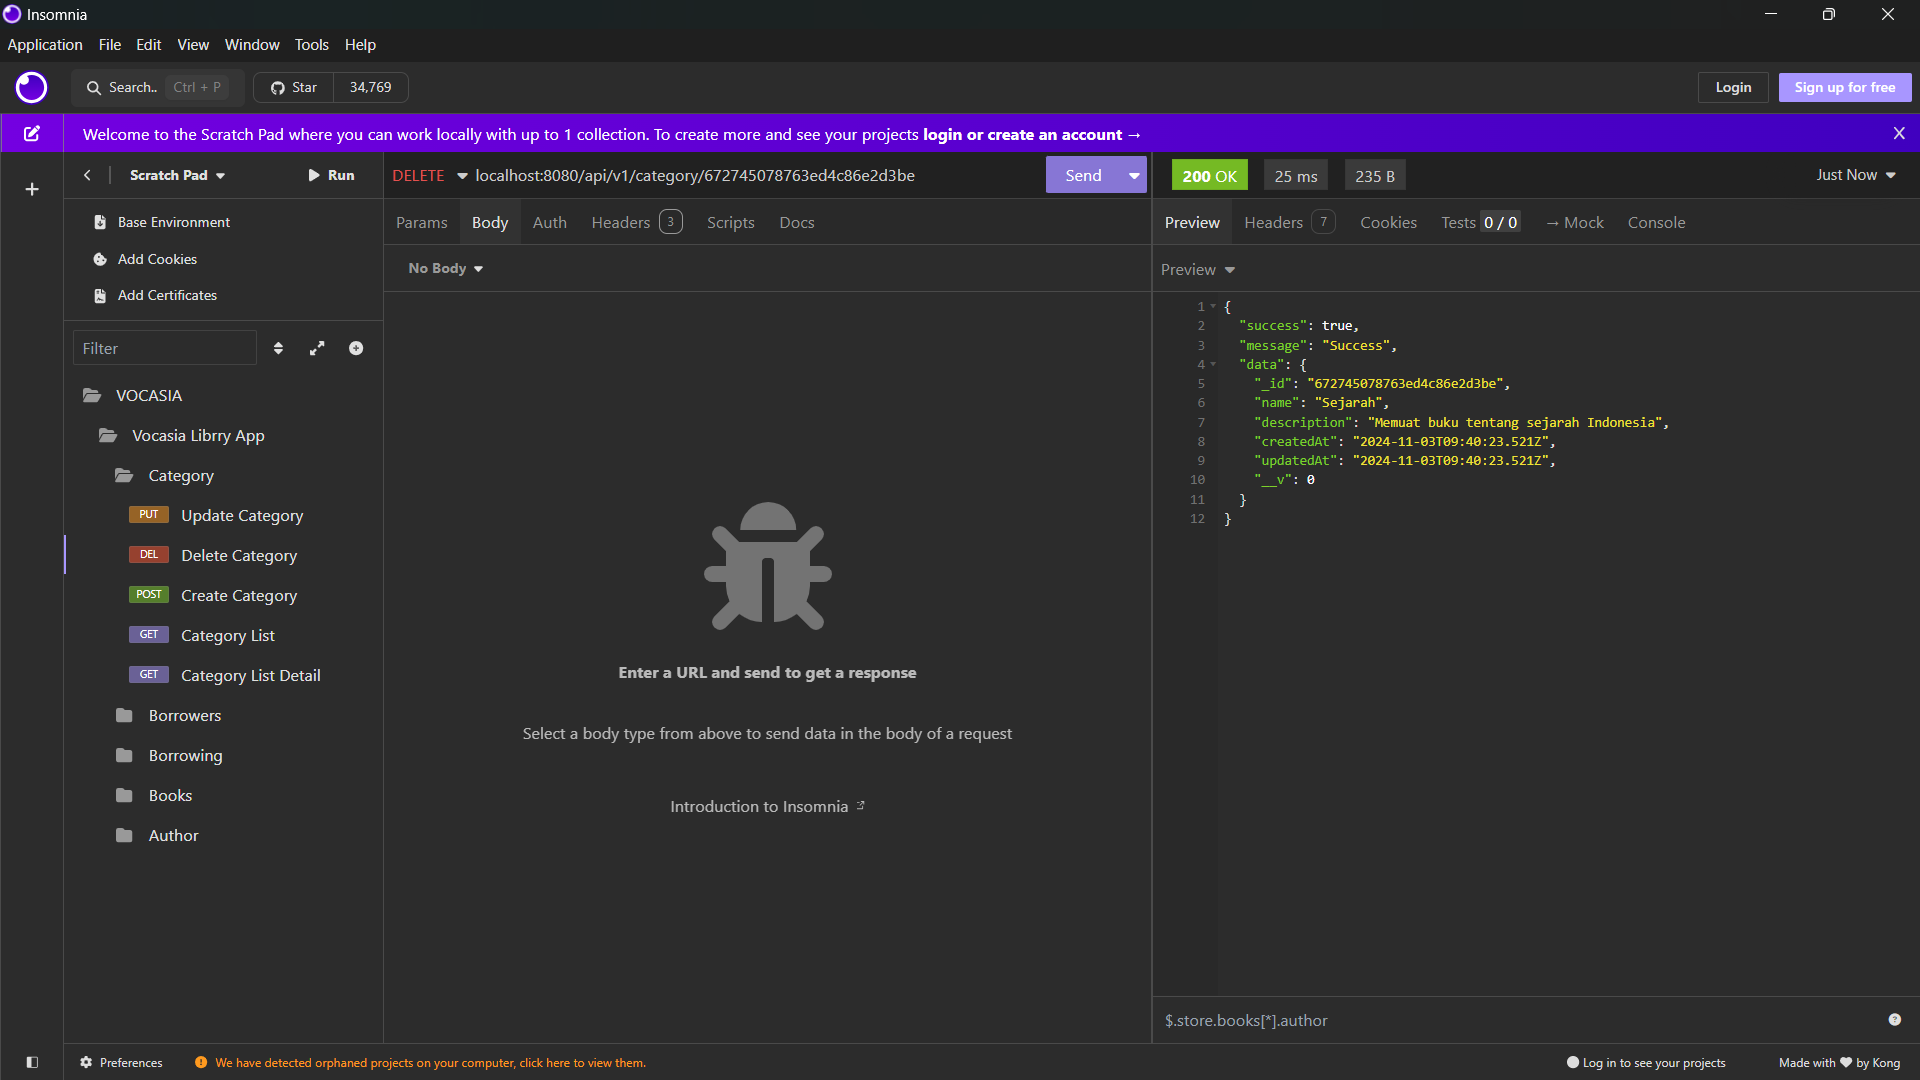 Insomnia
Application File Edit View Window Tools Help
Search.. Ctrl + P Star 34,769 Login Sign up for free
Welcome to the Scratch Pad where you can work locally with up to 1 collection. To create more and see your projects login or create an account → X
Scratch Pad Run
Base Environment
Add Cookies
Add Certificates
Filter
VOCASIA
Vocasia Librry App
Category
PUT Update Category
DEL Delete Category
POST Create Category
GET Category List
GET Category List Detail
Borrowers
Borrowing
Books
Author
DELETE localhost:8080/api/v1/category/672745078763ed4c86e2d3be Send
Params Body Auth Headers 3 Scripts Docs
No Body
Enter a URL and send to get a response
Select a body type from above to send data in the body of a request
Introduction to Insomnia
200 OK 25 ms 235 B Just Now
Preview Headers 7 Cookies Tests 0 / 0 → Mock Console
Preview
1 {
2 "success": true,
3 "message": "Success",
4 "data": {
5 "_id": "672745078763ed4c86e2d3be",
6 "name": "Sejarah",
7 "description": "Memuat buku tentang sejarah Indonesia",
8 "createdAt": "2024-11-03T09:40:23.521Z",
9 "updatedAt": "2024-11-03T09:40:23.521Z",
10 "__v": 0
11 }
12 }
$.store.books[*].author
Preferences We have detected orphaned projects on your computer, click here to view them. Log in to see your projects Made with ♥ by Kong